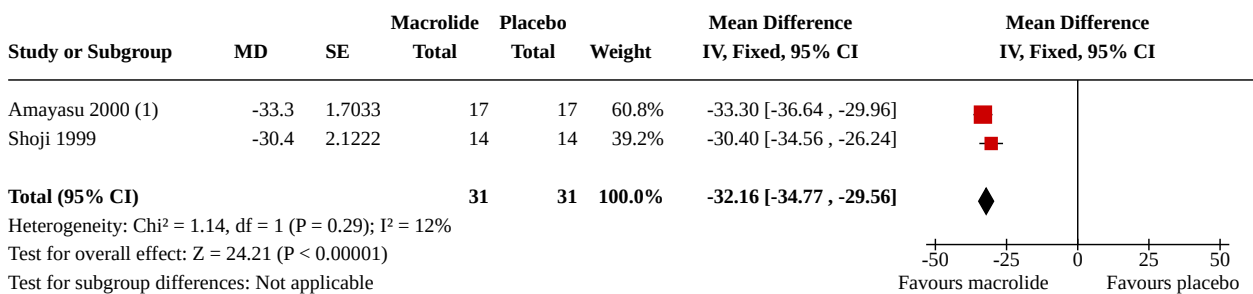 Macrolide Placebo Mean Difference Mean Difference
Study or Subgroup MD SE Total Total Weight IV, Fixed, 95% CI IV, Fixed, 95% CI
Amayasu 2000 (1) -33.3 1.7033 17 17 60.8% -33.30 [-36.64 , -29.96]
Shoji 1999 -30.4 2.1222 14 14 39.2% -30.40 [-34.56 , -26.24]
Total (95% CI) 31 31 100.0% -32.16 [-34.77 , -29.56]
Heterogeneity: Chi² = 1.14, df = 1 (P = 0.29); I² = 12%
Test for overall effect: Z = 24.21 (P < 0.00001)
-50 -25 0 25 50
Test for subgroup differences: Not applicable
Favours macrolide Favours placebo